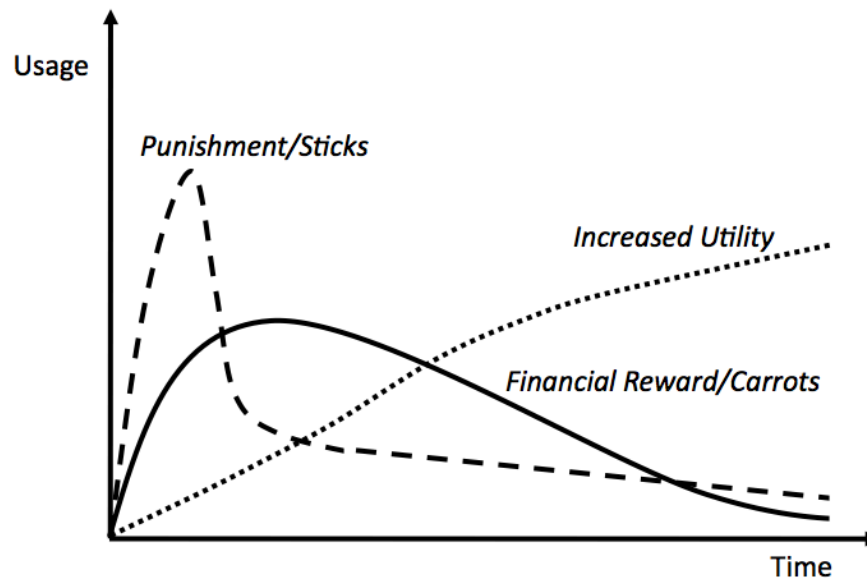 Usage
Punishment/Sticks
Increased Utility
Financial Reward/Carrots
Time